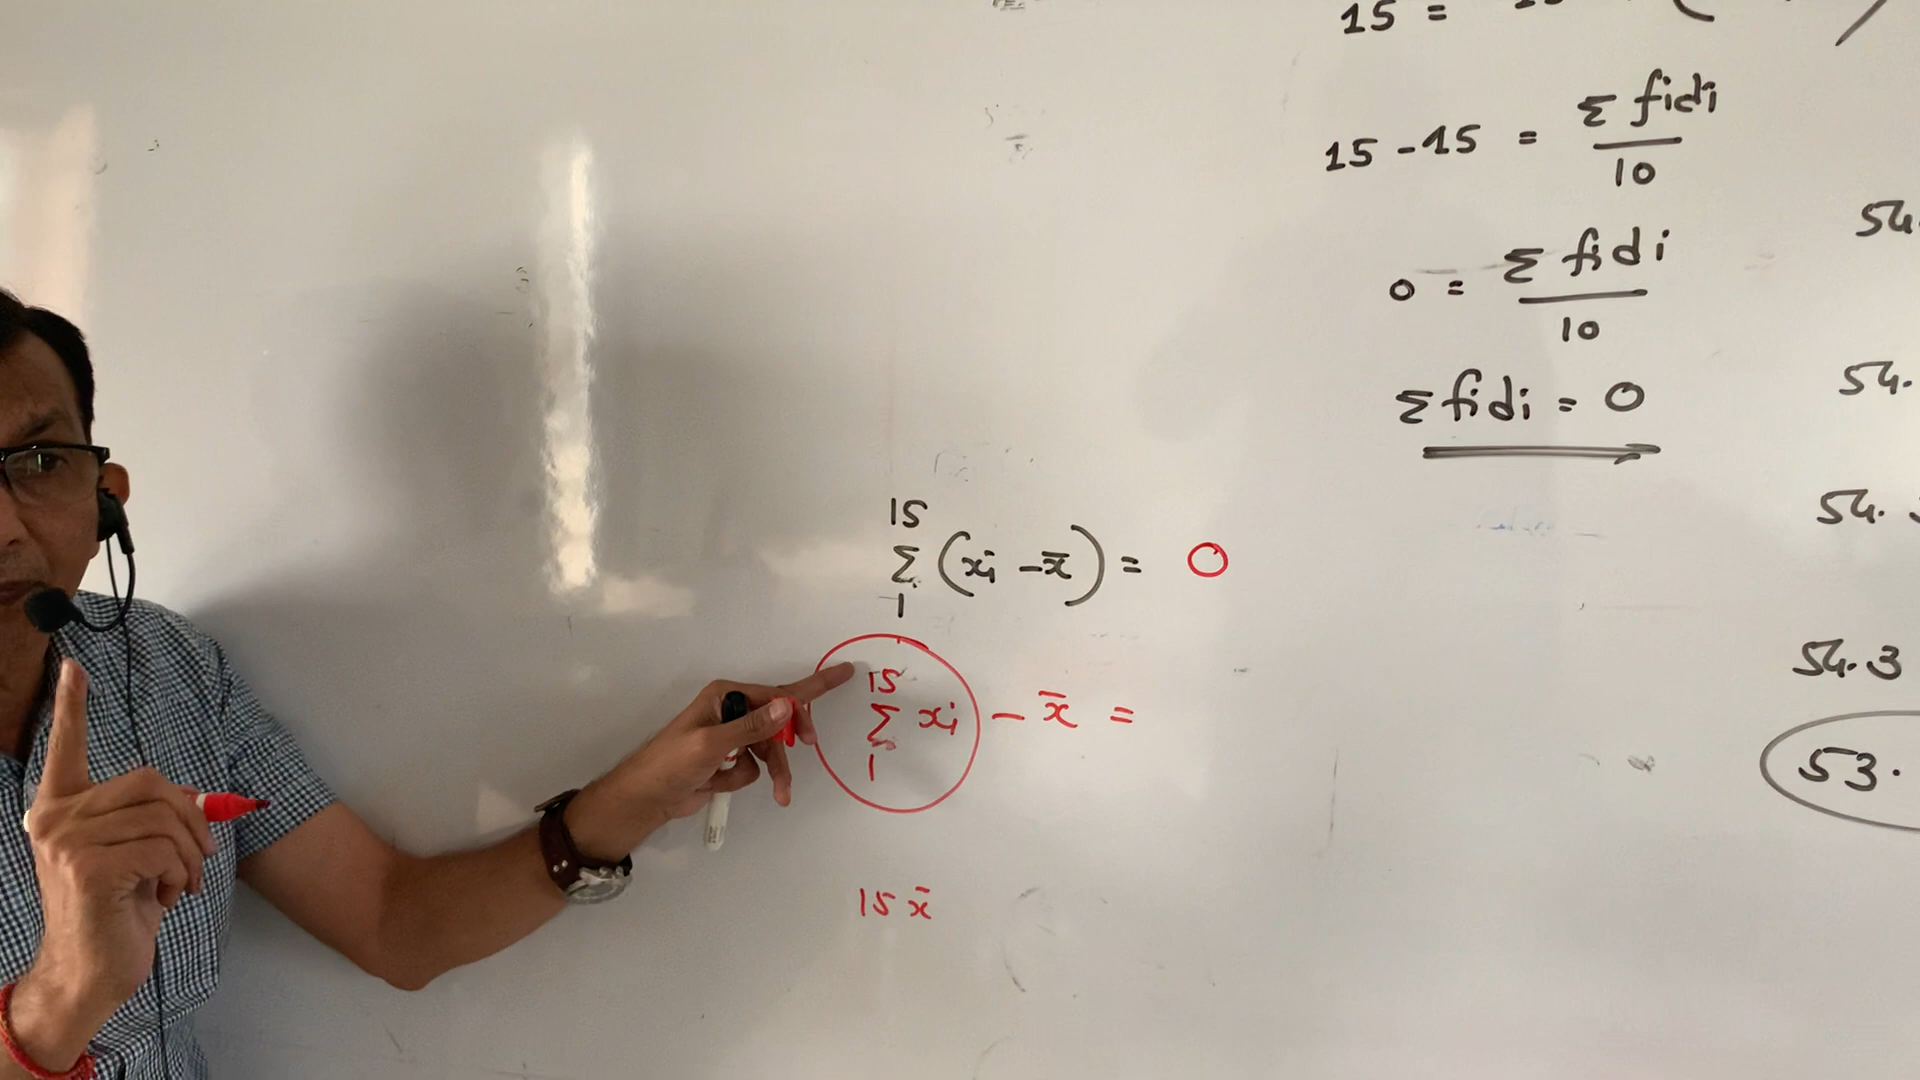 15 =
15 - 15 = Σ fidi / 10
0 = Σ fidi / 10
Σ fidi = 0
15
Σ (xi - x̄) = 0
1
15
Σ xi - x̄ =
1
15 x̄
54.
54.
54.
54.3
53.